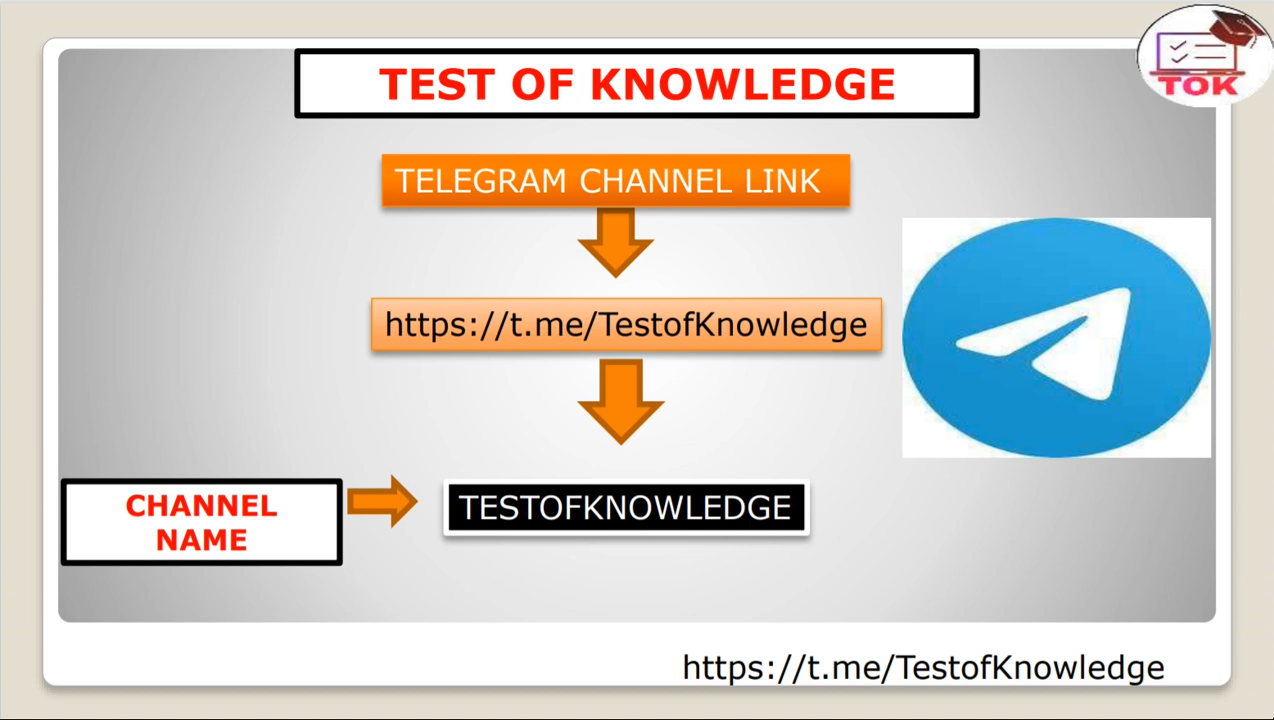 TEST OF KNOWLEDGE
TOK
TELEGRAM CHANNEL LINK
https://t.me/TestofKnowledge
CHANNEL
NAME
TESTOFKNOWLEDGE
https://t.me/TestofKnowledge